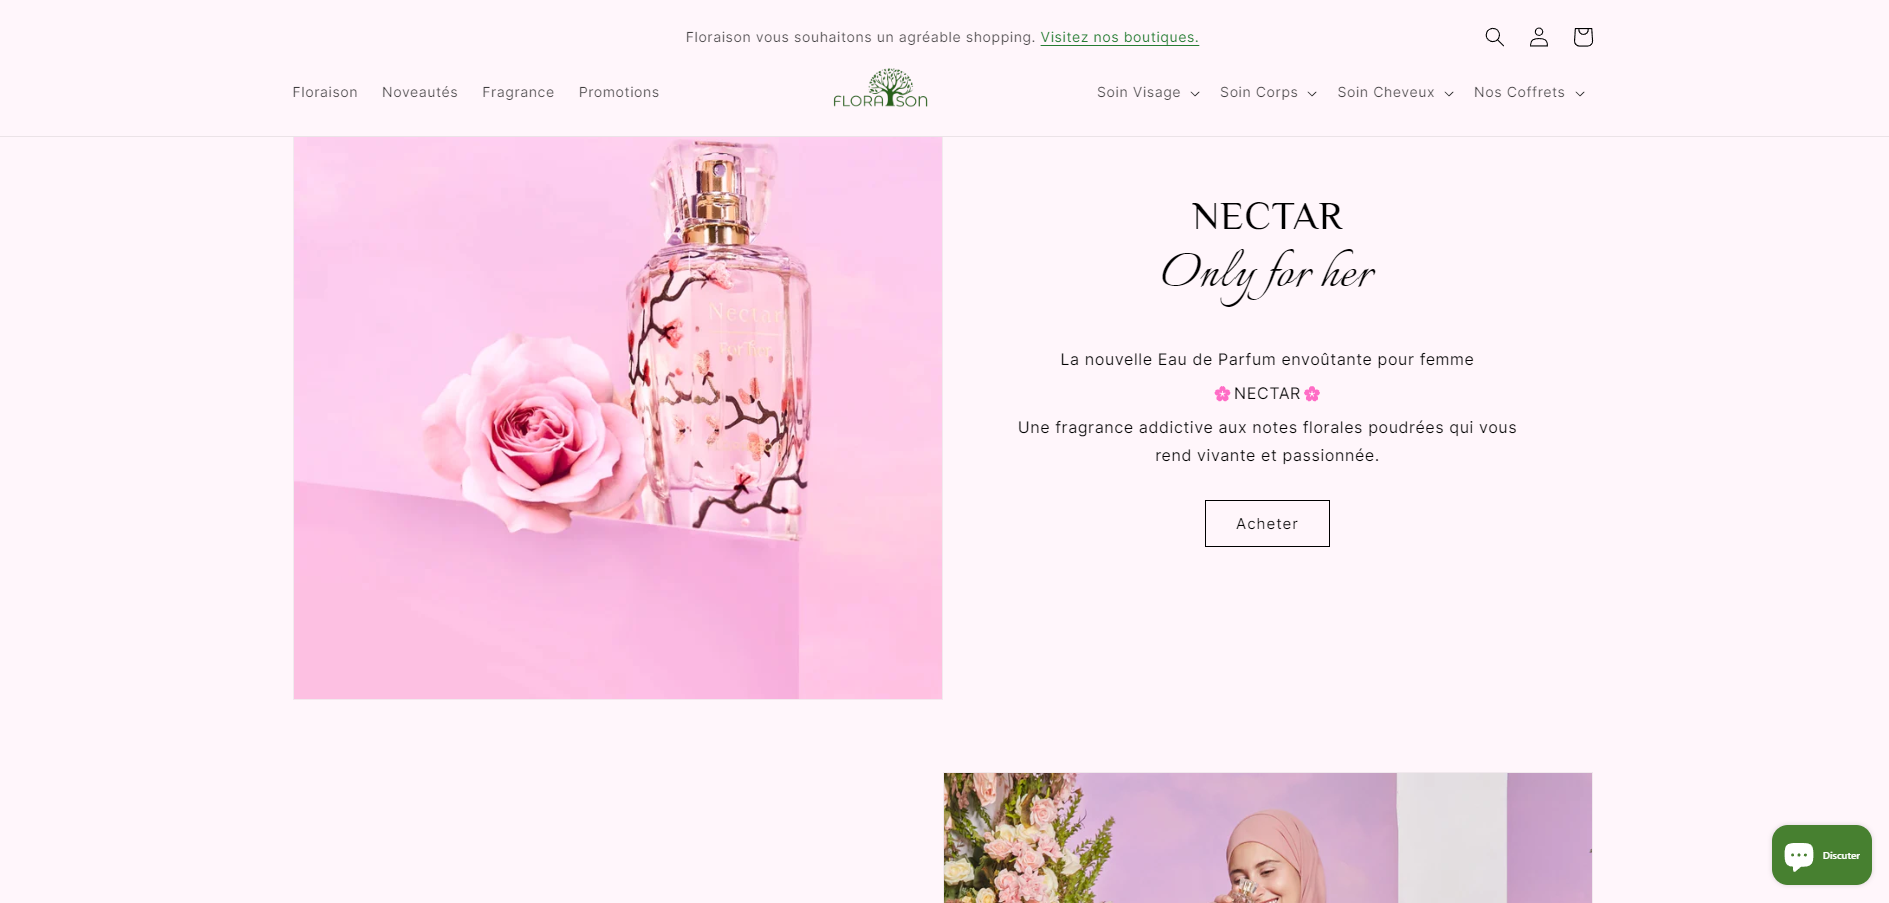 Floraison vous souhaitons un agréable shopping. Visitez nos boutiques.
Floraison Noveautés Fragrance Promotions
FLORAISON
Soin Visage Soin Corps Soin Cheveux Nos Coffrets
Nectar
for her
NECTAR
Only for her
La nouvelle Eau de Parfum envoûtante pour femme
🌸NECTAR🌸
Une fragrance addictive aux notes florales poudrées qui vous
rend vivante et passionnée.
Acheter
Discuter